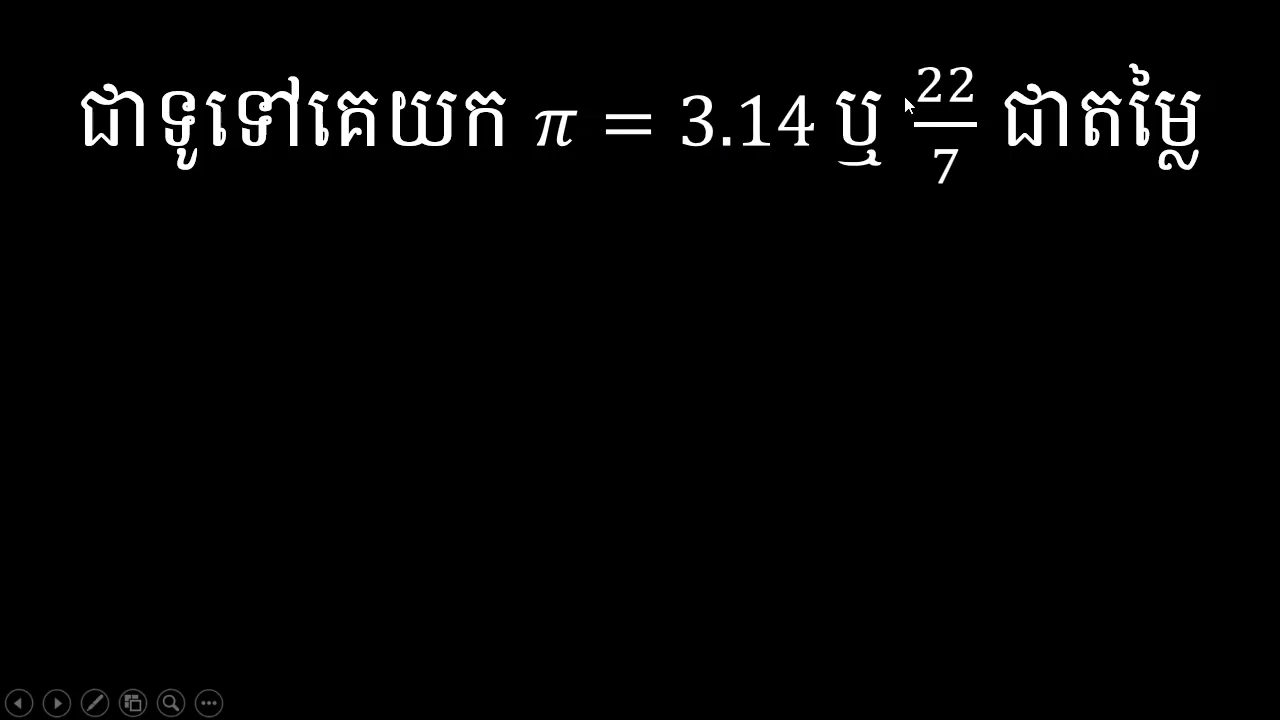 ជាទូទៅគេយក π = 3.14 ឬ 22/7 ជាតម្លៃ